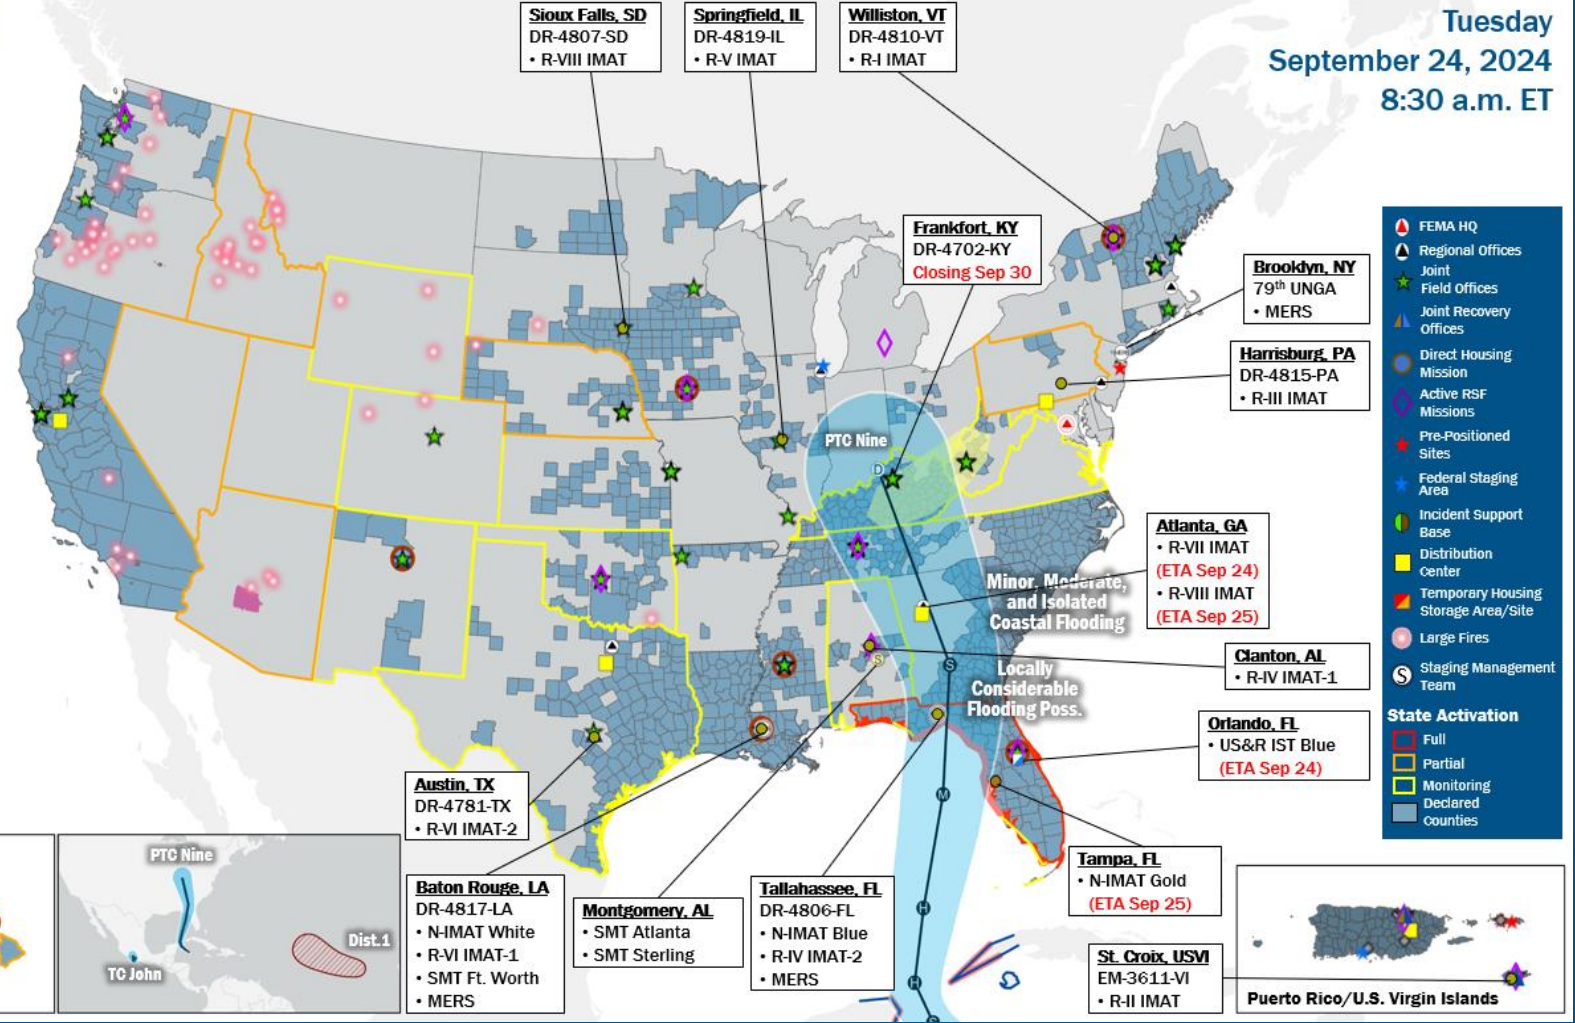 Tuesday
September 24, 2024
8:30 a.m. ET
Sioux Falls, SD
DR-4807-SD
• R-VIII IMAT
Springfield, IL
DR-4819-IL
• R-V IMAT
Williston, VT
DR-4810-VT
• R-I IMAT
Frankfort, KY
DR-4702-KY
Closing Sep 30
Brooklyn, NY
79th UNGA
• MERS
Harrisburg, PA
DR-4815-PA
• R-III IMAT
PTC Nine
D
Atlanta, GA
• R-VII IMAT
(ETA Sep 24)
• R-VIII IMAT
(ETA Sep 25)
Minor, Moderate,
and Isolated
Coastal Flooding
Clanton, AL
• R-IV IMAT-1
S
S
Locally
Considerable
Flooding Poss.
Orlando, FL
• US&R IST Blue
(ETA Sep 24)
M
H
H
Austin, TX
DR-4781-TX
• R-VI IMAT-2
Baton Rouge, LA
DR-4817-LA
• N-IMAT White
• R-VI IMAT-1
• SMT Ft. Worth
• MERS
Montgomery, AL
• SMT Atlanta
• SMT Sterling
Tallahassee, FL
DR-4806-FL
• N-IMAT Blue
• R-IV IMAT-2
• MERS
Tampa, FL
• N-IMAT Gold
(ETA Sep 25)
St. Croix, USVI
EM-3611-VI
• R-II IMAT
PTC Nine
TC John
Dist.1
Puerto Rico/U.S. Virgin Islands
FEMA HQ
Regional Offices
Joint
Field Offices
Joint Recovery
Offices
Direct Housing
Mission
Active RSF
Missions
Pre-Positioned
Sites
Federal Staging
Area
Incident Support
Base
Distribution
Center
Temporary Housing
Storage Area/Site
Large Fires
S
Staging Management
Team
State Activation
Full
Partial
Monitoring
Declared
Counties